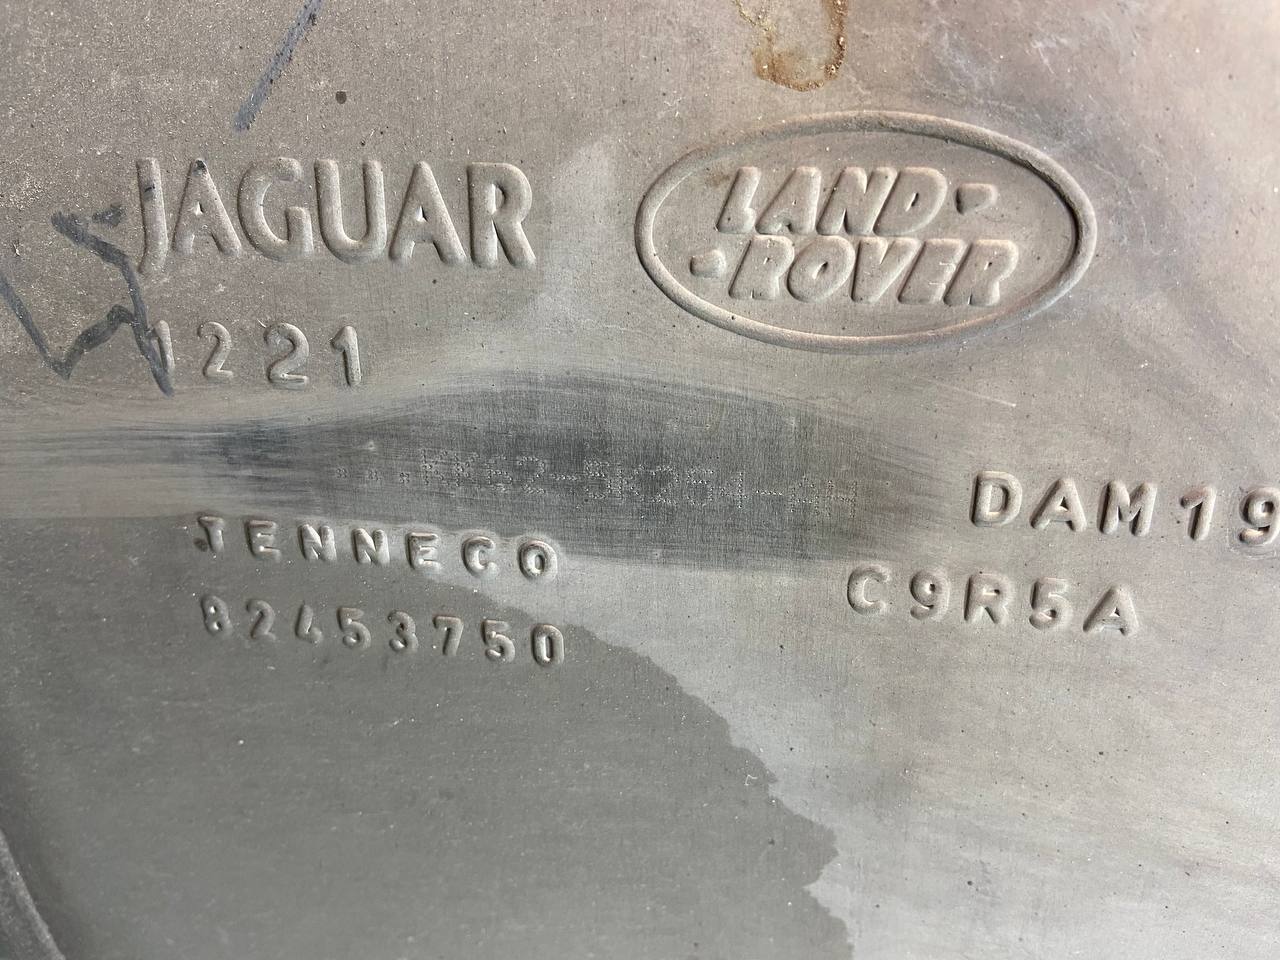 JAGUAR
LAND-
-ROVER
1221
DAM19
TENNECO
C9R5A
82453750